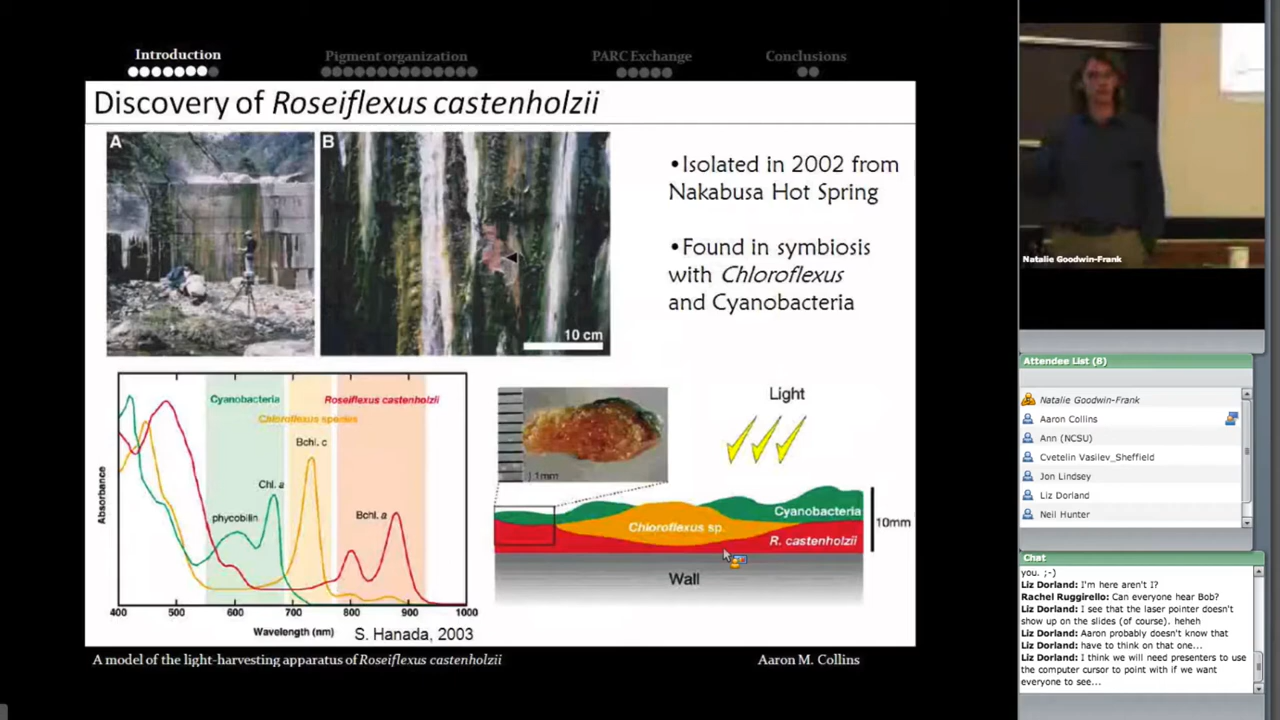 Introduction
Pigment organization
PARC Exchange
Conclusions
Discovery of Roseiflexus castenholzii
A
B
10 cm
•Isolated in 2002 from
Nakabusa Hot Spring
•Found in symbiosis
with Chloroflexus
and Cyanobacteria
Cyanobacteria
Roseiflexus castenholzii
Chloroflexus species
Bchl. c
Chl. a
phycobilin
Bchl. a
Absorbance
400 500 600 700 800 900 1000
Wavelength (nm)
S. Hanada, 2003
1mm
Light
Cyanobacteria
Chloroflexus sp.
R. castenholzii
10mm
Wall
A model of the light-harvesting apparatus of Roseiflexus castenholzii
Aaron M. Collins
Natalie Goodwin-Frank
Attendee List (8)
Natalie Goodwin-Frank
Aaron Collins
Ann (NCSU)
Cvetelin Vasilev_Sheffield
Jon Lindsey
Liz Dorland
Neil Hunter
Chat
you. ;-)
Liz Dorland: I'm here aren't I?
Rachel Ruggirello: Can everyone hear Bob?
Liz Dorland: I see that the laser pointer doesn't
show up on the slides (of course). heheh
Liz Dorland: Aaron probably doesn't know that
Liz Dorland: have to think on that one...
Liz Dorland: I think we will need presenters to use
the computer cursor to point with if we want
everyone to see...